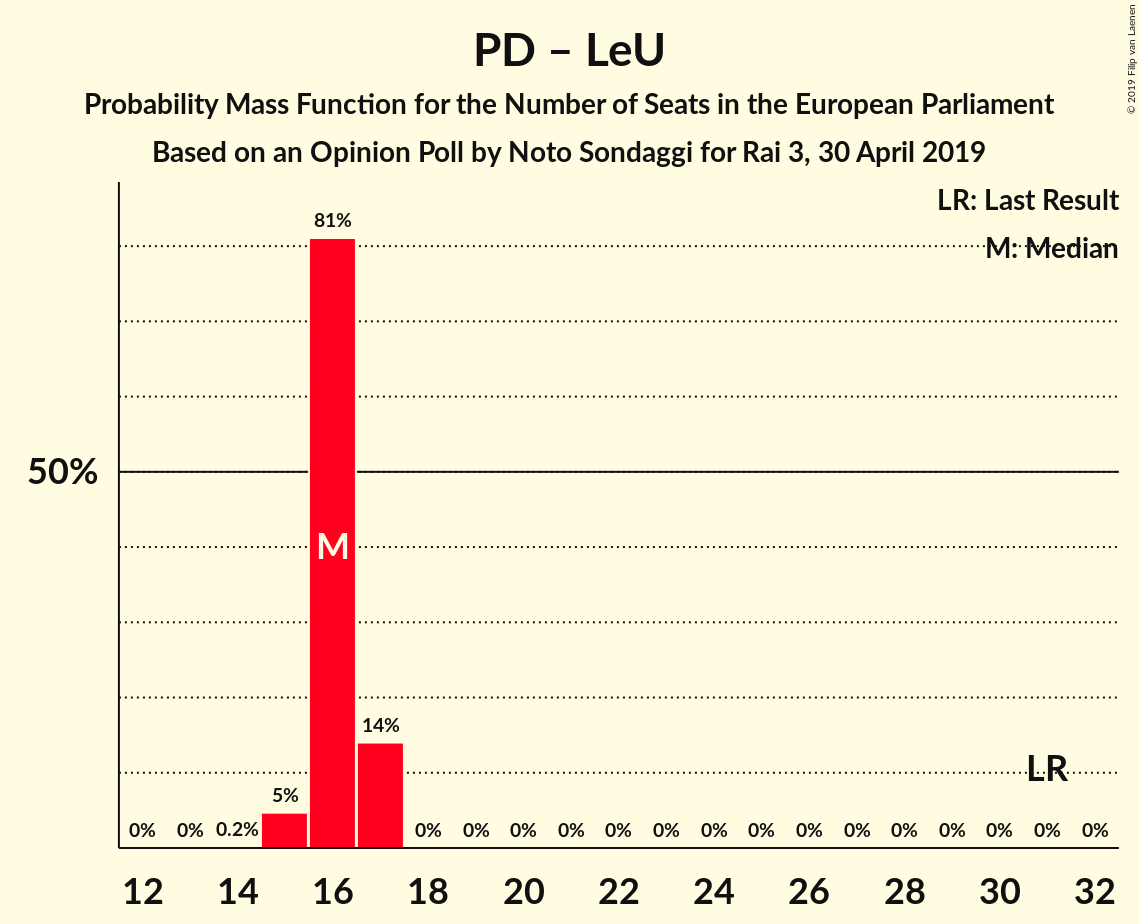 PD – LeU
Probability Mass Function for the Number of Seats in the European Parliament
Based on an Opinion Poll by Noto Sondaggi for Rai 3, 30 April 2019
© 2019 Filip van Laenen
LR: Last Result
M: Median
81%
50%
M
14%
LR
5%
0% 0% 0.2% 0% 0% 0% 0% 0% 0% 0% 0% 0% 0% 0% 0% 0% 0% 0%
12 14 16 18 20 22 24 26 28 30 32